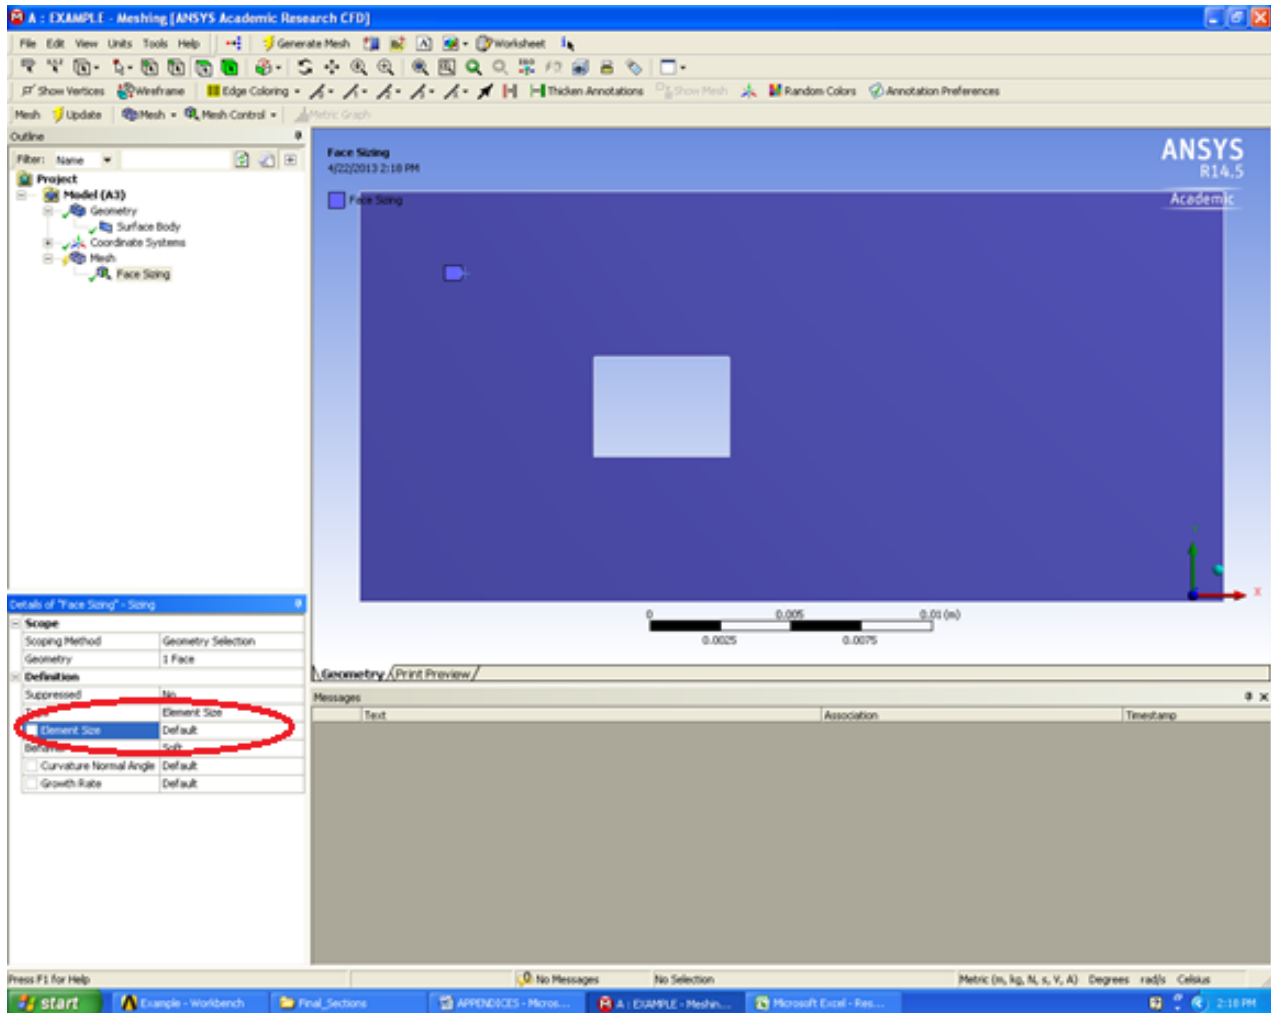 A : EXAMPLE - Meshing [ANSYS Academic Research CFD]
File Edit View Units Tools Help Generate Mesh A Worksheet
Show Vertices Wireframe Edge Coloring Thicken Annotations Show Mesh Random Colors Annotation Preferences
Mesh Update Mesh Mesh Control Metric Graph
Outline
Filter: Name
Project
Model (A3)
Geometry
Surface Body
Coordinate Systems
Mesh
Face Sizing
Face Sizing
4/22/2013 2:18 PM
Face Sizing
ANSYS
R14.5
Academic
Y
X
0 0.005 0.01 (m)
0.0025 0.0075
Geometry Print Preview
Details of "Face Sizing" - Sizing
Scope
Scoping Method Geometry Selection
Geometry 1 Face
Definition
Suppressed No
Type Element Size
Element Size Default
Behavior Soft
Curvature Normal Angle Default
Growth Rate Default
Messages
Text Association Timestamp
Press F1 for Help 0 No Messages No Selection Metric (m, kg, N, s, V, A) Degrees rad/s Celsius
start Example - Workbench Final_Sections APPENDICES - Micros... A : EXAMPLE - Meshin... Microsoft Excel - Res... 2:18 PM